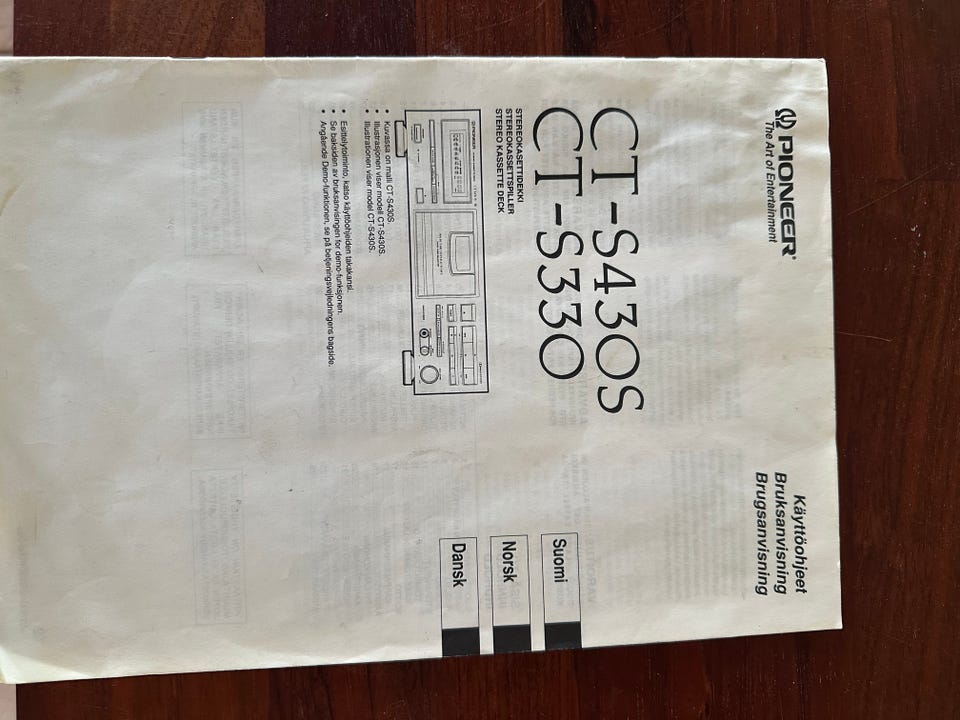 PIONEER®
The Art of Entertainment
Käyttöohjeet
Bruksanvisning
Brugsanvisning
CT-S430S
CT-S330
STEREOKASETTIDEKKI
STEREOKASSETTSPILLER
STEREO KASSETTE DECK
Suomi
Norsk
Dansk
PIONEER
• Kuvassa on malli CT-S430S.
• Illustrasjonen viser modell CT-S430S.
• Illustrationen viser model CT-S430S.
• Esittelytoiminto, katso käyttöohjeiden takakansi.
• Se baksiden av bruksanvisingen for demo-funksjonen.
• Angående Demo-funktionen, se på betjeningsvejledningens bagside.